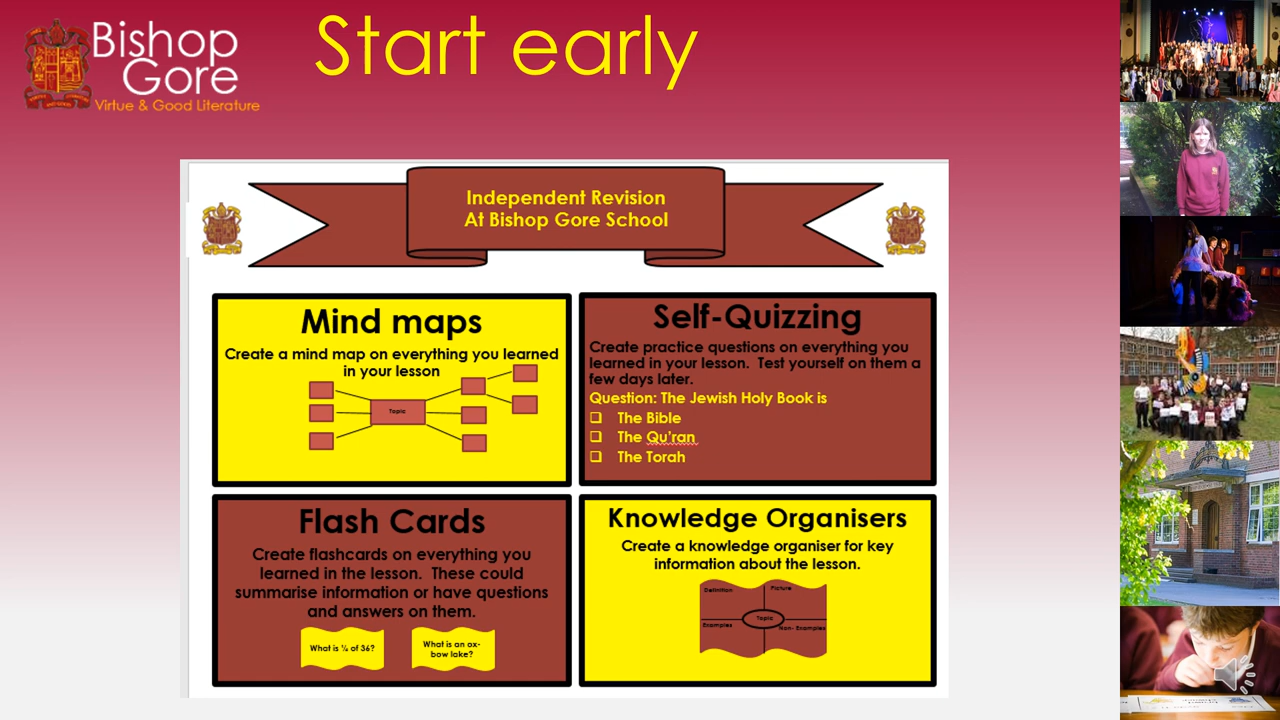 Bishop
Gore
Virtue & Good Literature
Start early
Independent Revision
At Bishop Gore School
Mind maps
Create a mind map on everything you learned
in your lesson
Topic
Self-Quizzing
Create practice questions on everything you
learned in your lesson. Test yourself on them a
few days later.
Question: The Jewish Holy Book is
❑ The Bible
❑ The Qu'ran
❑ The Torah
Flash Cards
Create flashcards on everything you
learned in the lesson. These could
summarise information or have questions
and answers on them.
What is ¼ of 36?
What is an ox-
bow lake?
Knowledge Organisers
Create a knowledge organiser for key
information about the lesson.
Definition
Picture
Topic
Examples
Non- Examples